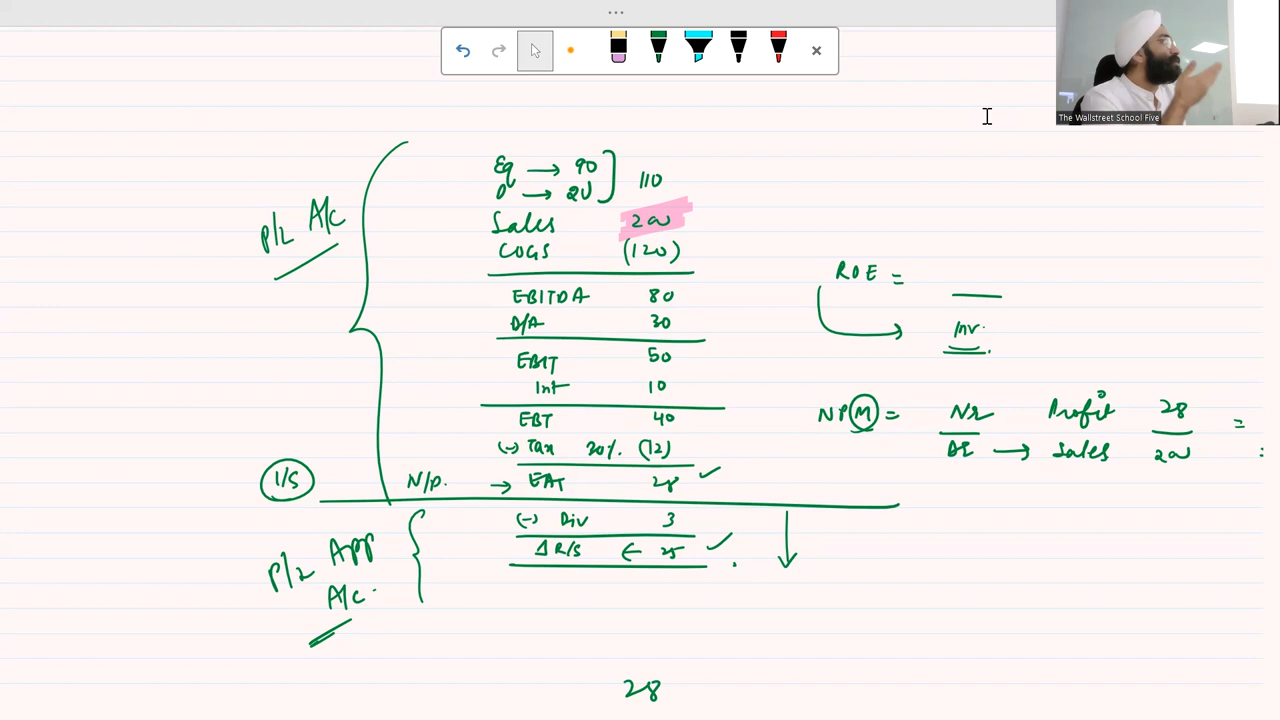 The Wallstreet School Five
Eq → 90
D → 20
110
P/L A/c
Sales 200
COGS (120)
EBITDA 80
D/A 30
EBIT 50
Int 10
EBT 40
(-) Tax 30% (12)
I/S N/P. → EAT 28 ✓
(-) Div 3
Δ R/S ← 25 ✓
P/L App
A/c.
28
ROE =
Inv.
NPM = Nr Profit 28 =
DE → Sales 200